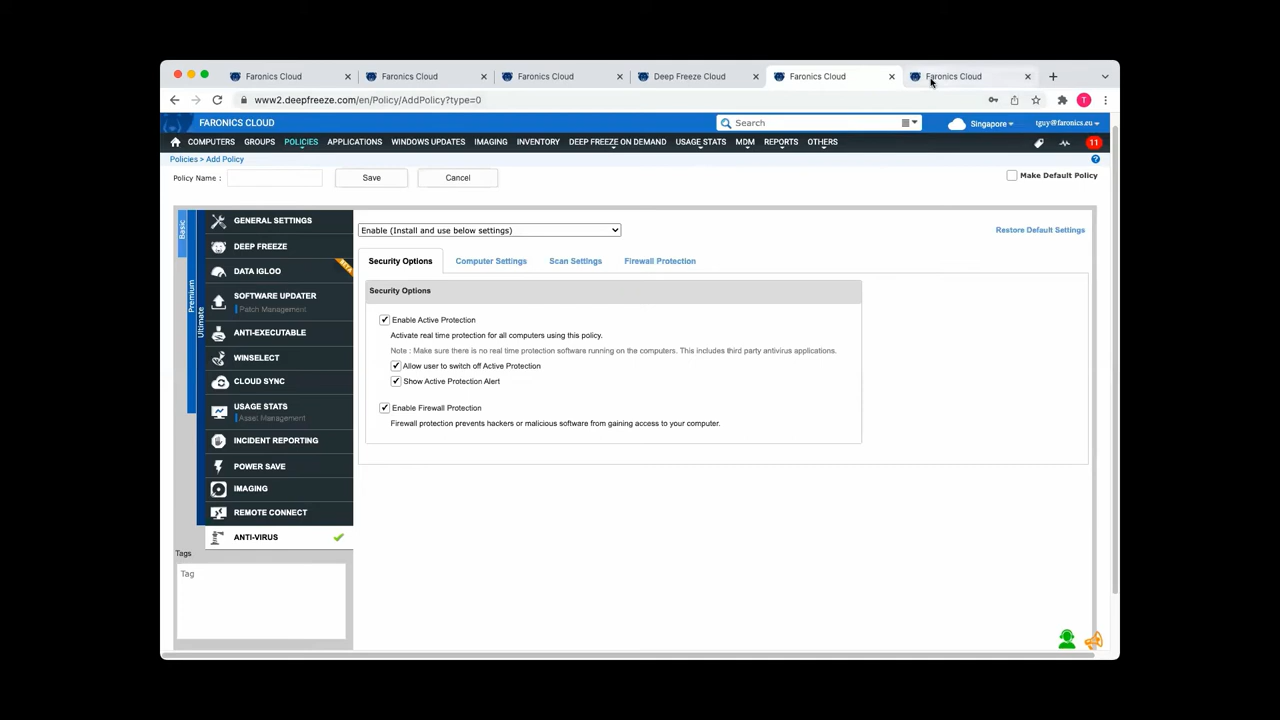 Faronics Cloud Faronics Cloud Faronics Cloud Deep Freeze Cloud Faronics Cloud Faronics Cloud
www2.deepfreeze.com/en/Policy/AddPolicy?type=0
T
FARONICS CLOUD Search Singapore tguy@faronics.eu
COMPUTERS GROUPS POLICIES APPLICATIONS WINDOWS UPDATES IMAGING INVENTORY DEEP FREEZE ON DEMAND USAGE STATS MDM REPORTS OTHERS 11
Policies > Add Policy
Policy Name : Save Cancel Make Default Policy
Basic
Premium
Ultimate
GENERAL SETTINGS
DEEP FREEZE
DATA IGLOO
SOFTWARE UPDATER
Patch Management
ANTI-EXECUTABLE
WINSELECT
CLOUD SYNC
USAGE STATS
Asset Management
INCIDENT REPORTING
POWER SAVE
IMAGING
REMOTE CONNECT
ANTI-VIRUS
Tags
Tag
Enable (Install and use below settings) Restore Default Settings
Security Options Computer Settings Scan Settings Firewall Protection
Security Options
Enable Active Protection
Activate real time protection for all computers using this policy.
Note : Make sure there is no real time protection software running on the computers. This includes third party antivirus applications.
Allow user to switch off Active Protection
Show Active Protection Alert
Enable Firewall Protection
Firewall protection prevents hackers or malicious software from gaining access to your computer.